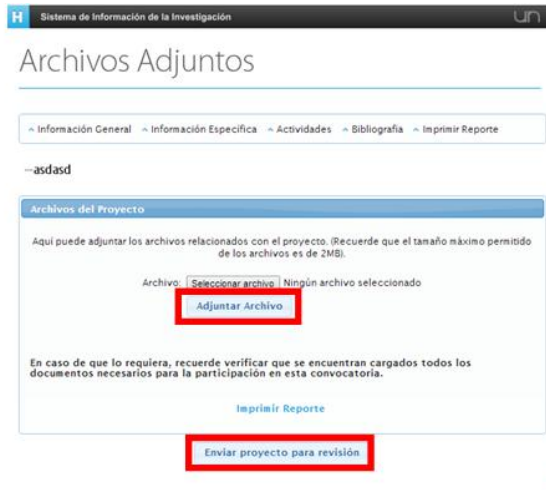 H Sistema de Información de la Investigación un
Archivos Adjuntos
Información General Información Específica Actividades Bibliografía Imprimir Reporte
--asdasd
Archivos del Proyecto
Aquí puede adjuntar los archivos relacionados con el proyecto. (Recuerde que el tamaño máximo permitido
de los archivos es de 2MB).
Archivo: Seleccionar archivo Ningún archivo seleccionado
Adjuntar Archivo
En caso de que lo requiera, recuerde verificar que se encuentran cargados todos los
documentos necesarios para la participación en esta convocatoria.
Imprimir Reporte
Enviar proyecto para revisión